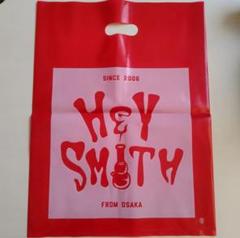 SINCE 2006
HEY
SMITH
FROM OSAKA